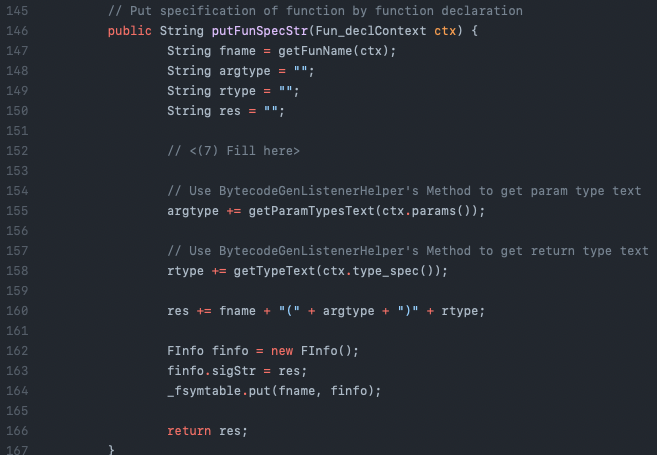 145 // Put specification of function by function declaration
146 public String putFunSpecStr(Fun_declContext ctx) {
147 String fname = getFunName(ctx);
148 String argtype = "";
149 String rtype = "";
150 String res = "";
151
152 // <(7) Fill here>
153
154 // Use BytecodeGenListenerHelper's Method to get param type text
155 argtype += getParamTypesText(ctx.params());
156
157 // Use BytecodeGenListenerHelper's Method to get return type text
158 rtype += getTypeText(ctx.type_spec());
159
160 res += fname + "(" + argtype + ")" + rtype;
161
162 FInfo finfo = new FInfo();
163 finfo.sigStr = res;
164 _fsymtable.put(fname, finfo);
165
166 return res;
167 }